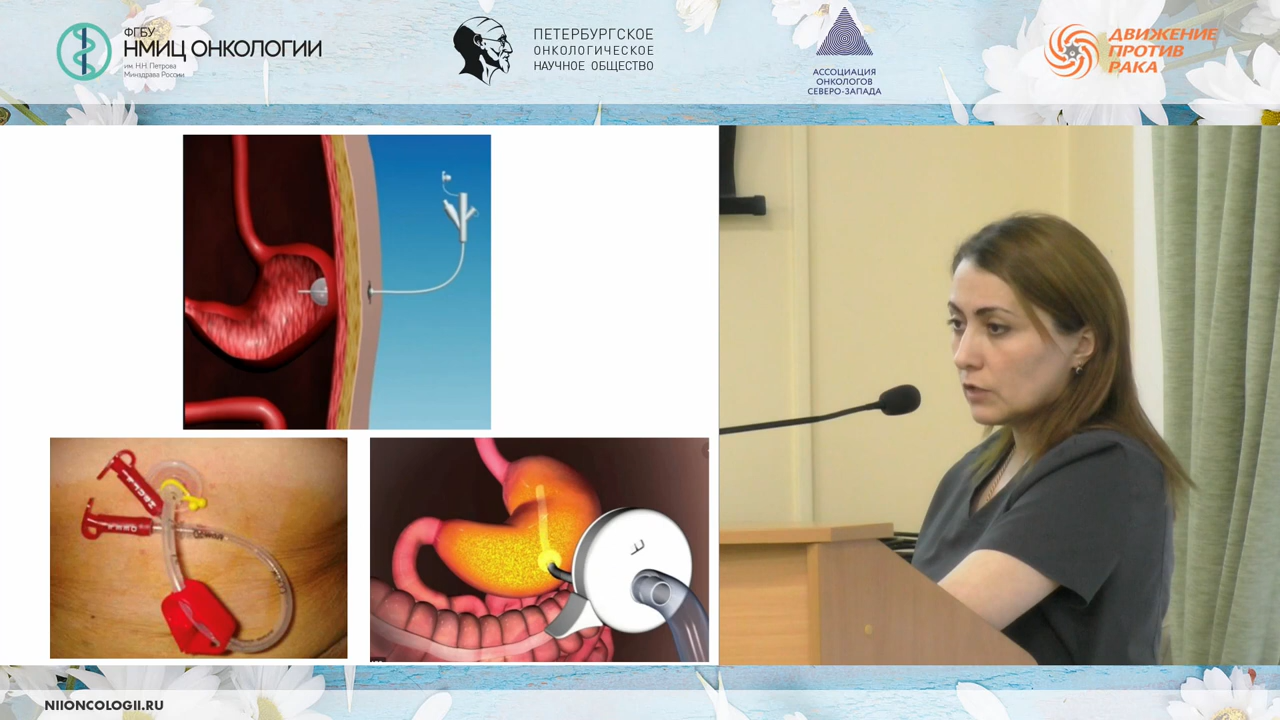 ФГБУ
НМИЦ ОНКОЛОГИИ
им. Н.Н. Петрова
Минздрава России
ПЕТЕРБУРГСКОЕ
ОНКОЛОГИЧЕСКОЕ
НАУЧНОЕ ОБЩЕСТВО
АССОЦИАЦИЯ
ОНКОЛОГОВ
СЕВЕРО-ЗАПАДА
ДВИЖЕНИЕ
ПРОТИВ
РАКА
NIIONCOLOGII.RU